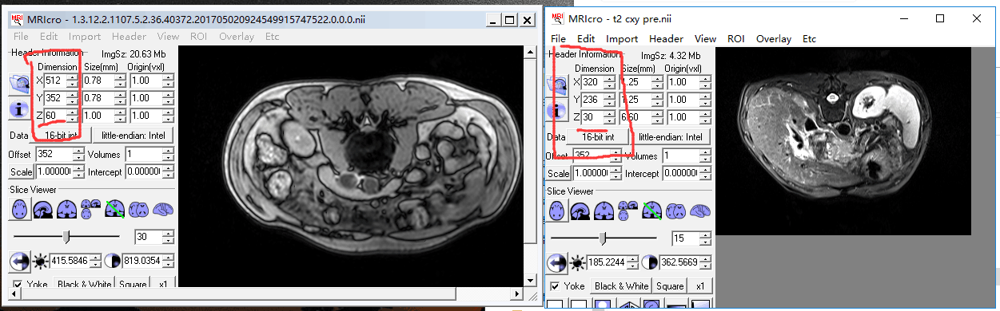 MRIcro - 1.3.12.2.1107.5.2.36.40372.201705020924549915747522.0.0.0.nii
File Edit Import Header View ROI Overlay Etc
Header Information ImgSz: 20.63 Mb
Dimension Size(mm) Origin(vxl)
X 512 0.78 1.00
Y 352 0.78 1.00
Z 60 1.00 1.00
Data 16-bit int little-endian: Intel
Offset 352 Volumes 1
Scale 1.00000 Intercept 0.00000
Slice Viewer
30
415.5846 819.0354
Yoke Black & White Square x1
MRIcro - t2 cxy pre.nii
File Edit Import Header View ROI Overlay Etc
Header Information ImgSz: 4.32 Mb
Dimension Size(mm) Origin(vxl)
X 320 1.25 1.00
Y 236 1.25 1.00
Z 30 6.60 1.00
Data 16-bit int little-endian: Intel
Offset 352 Volumes 1
Scale 1.00000 Intercept 0.00000
Slice Viewer
15
185.2244 362.5669
Yoke Black & White Square x1